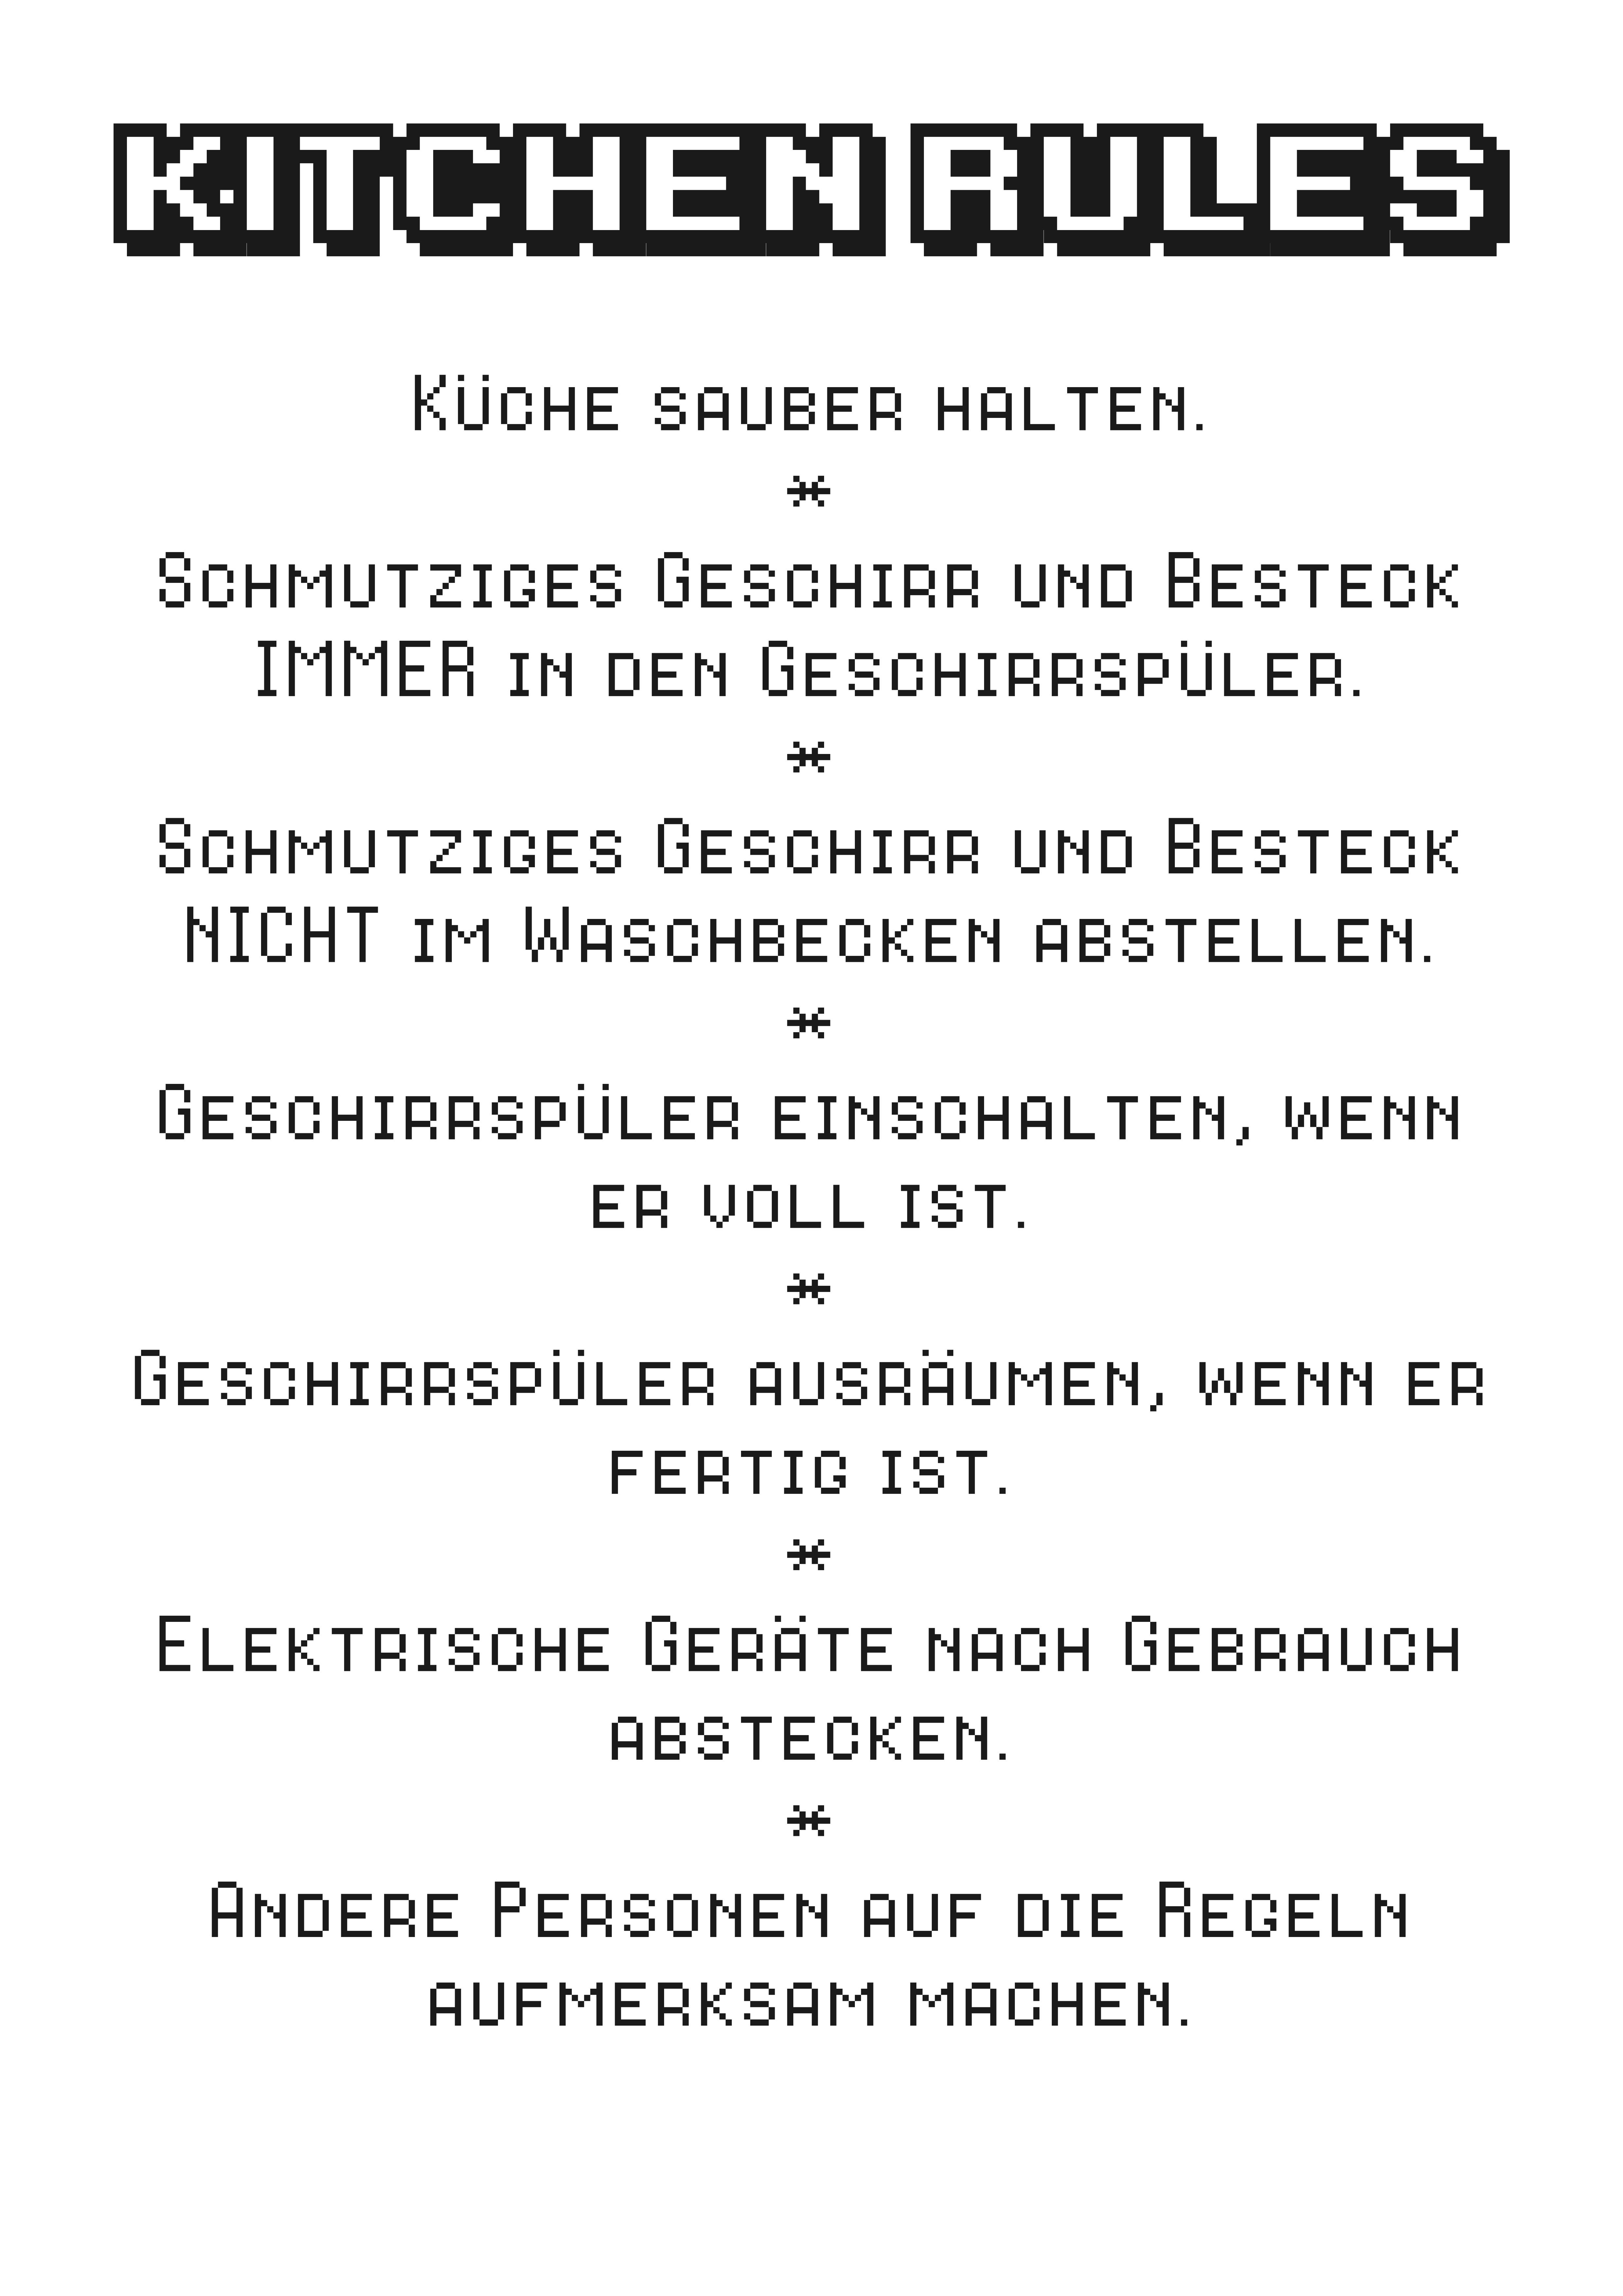 KITCHEN RULES
Küche sauber halten.
*
Schmutziges Geschirr und Besteck
IMMER in den Geschirrspüler.
*
Schmutziges Geschirr und Besteck
NICHT im Waschbecken abstellen.
*
Geschirrspüler einschalten, wenn
er voll ist.
*
Geschirrspüler ausräumen, wenn er
fertig ist.
*
Elektrische Geräte nach Gebrauch
abstecken.
*
Andere Personen auf die Regeln
aufmerksam machen.